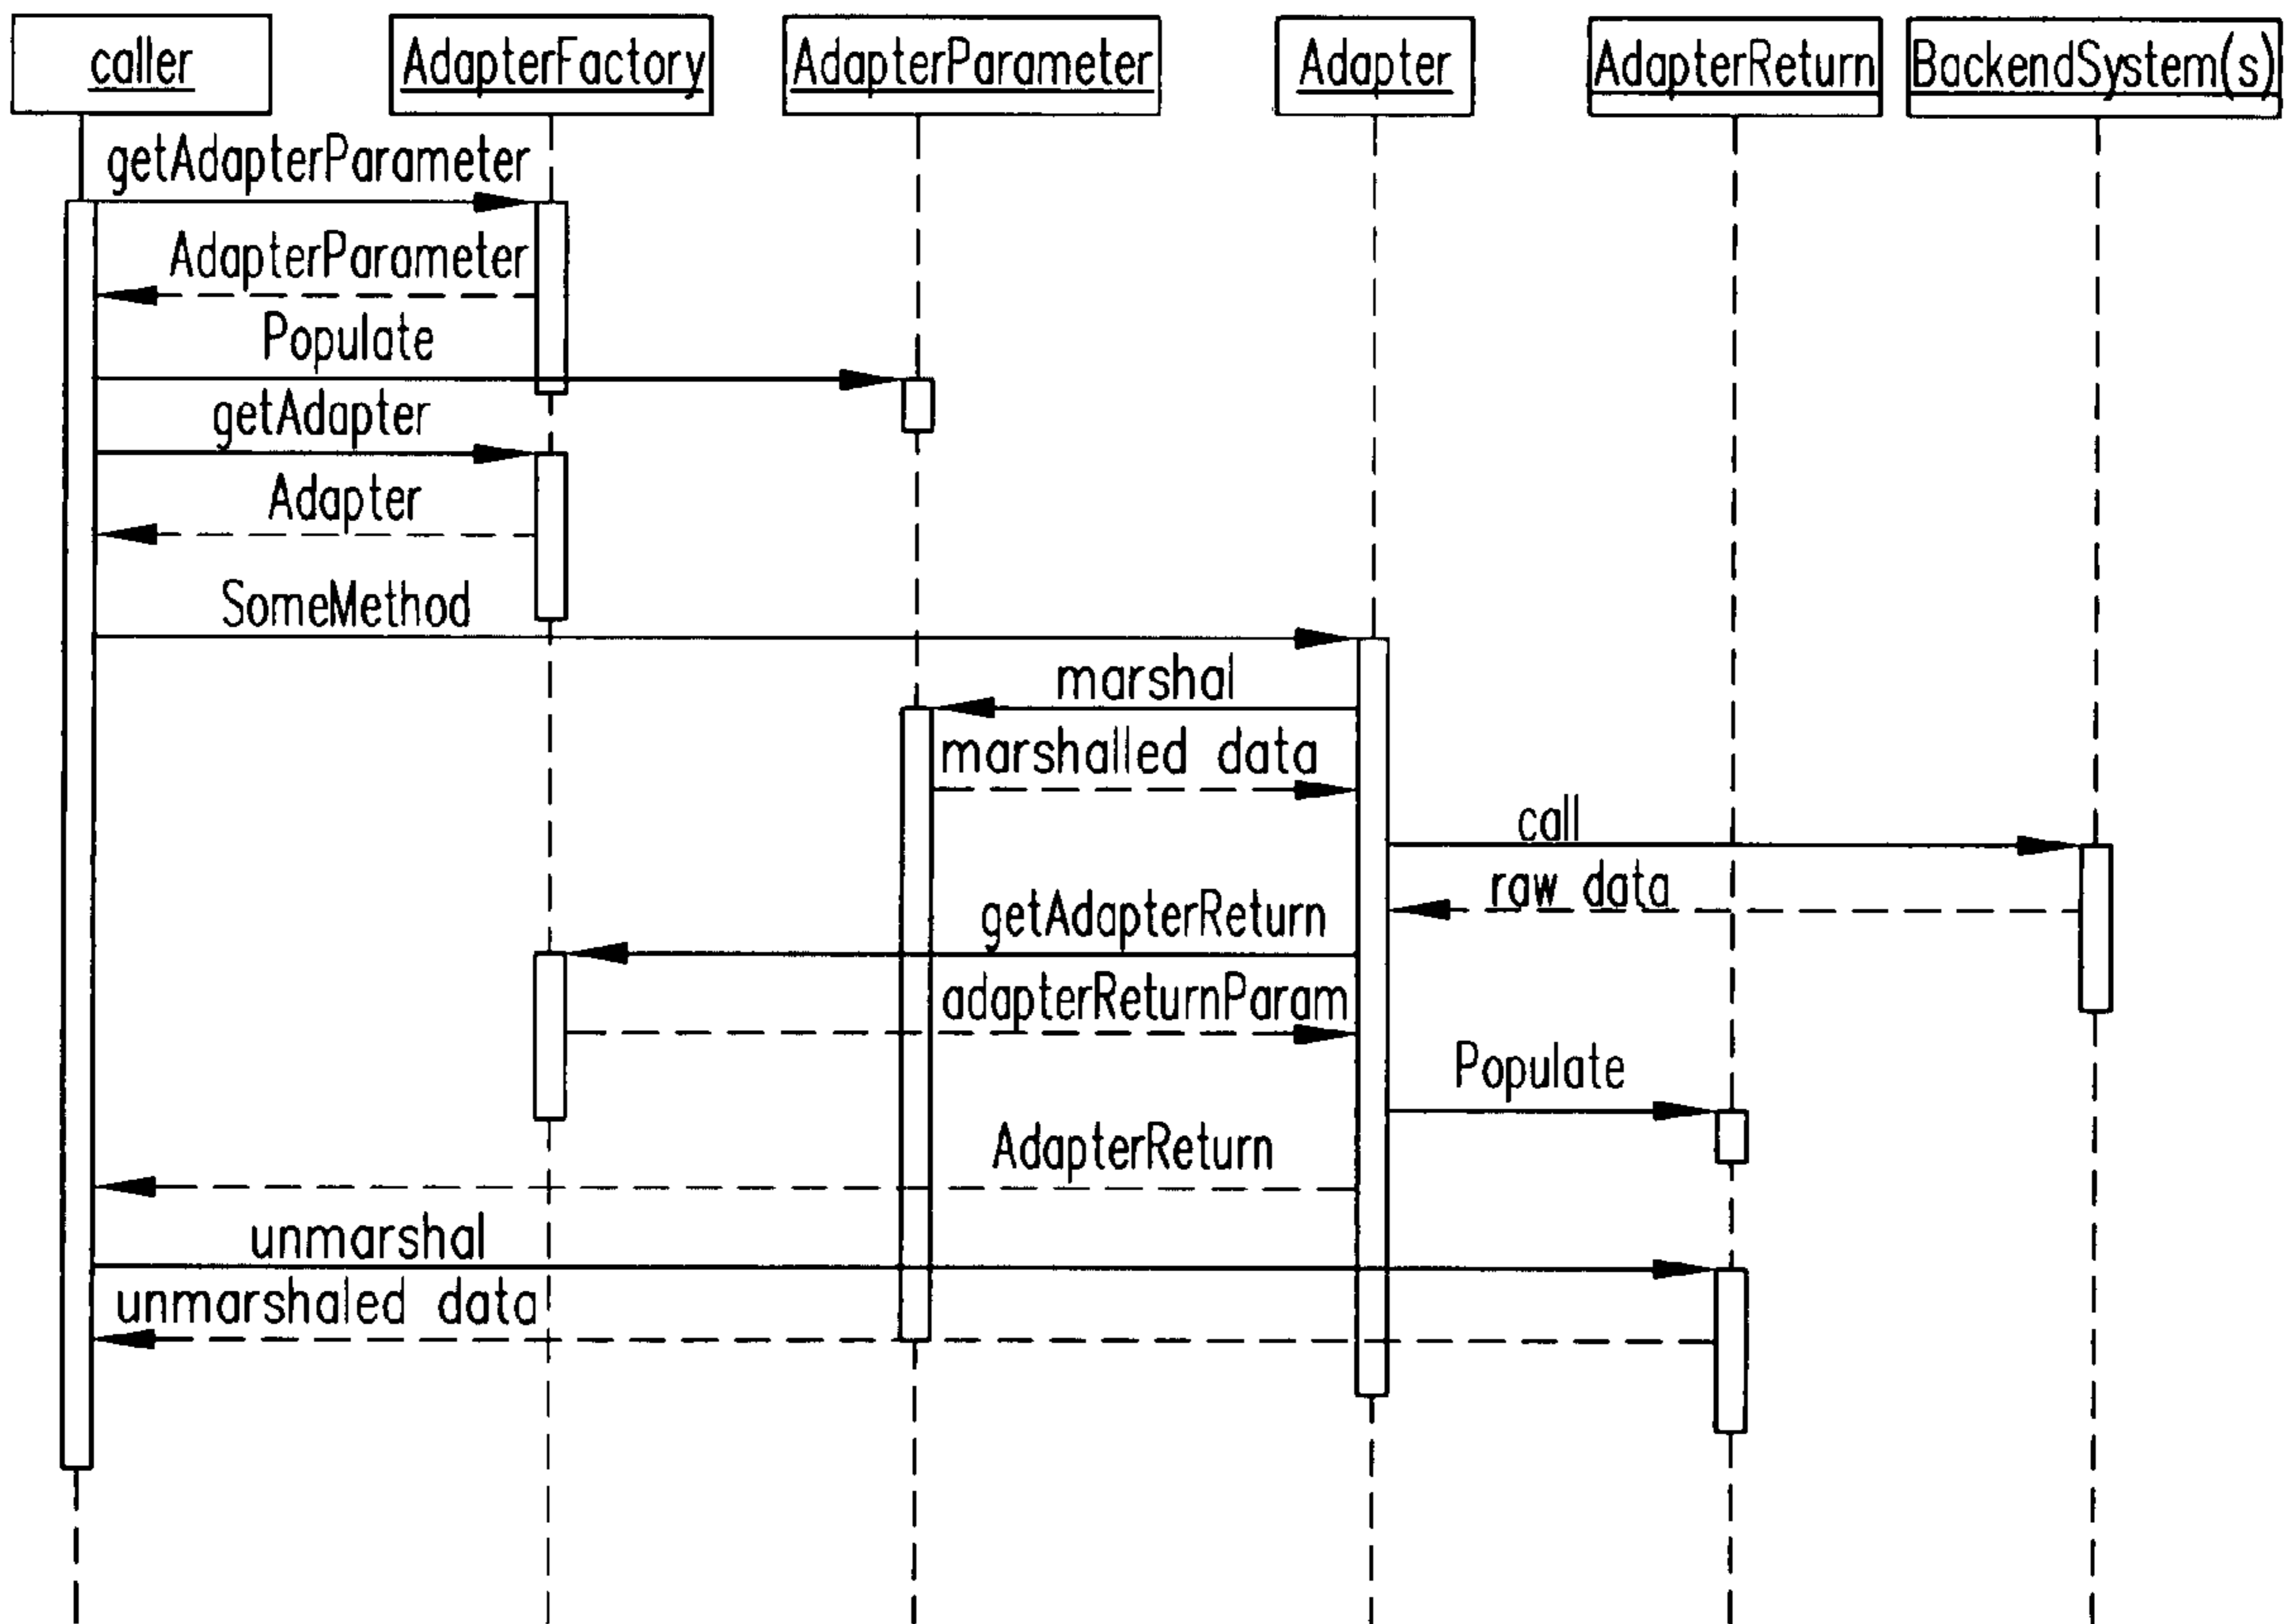 caller
AdapterFactory
AdapterParameter
Adapter
AdapterReturn
BackendSystem(s)
getAdapterParameter
AdapterParameter
Populate
getAdapter
Adapter
SomeMethod
marshal
marshalled data
call
raw data
getAdapterReturn
adapterReturnParam
Populate
AdapterReturn
unmarshal
unmarshaled data